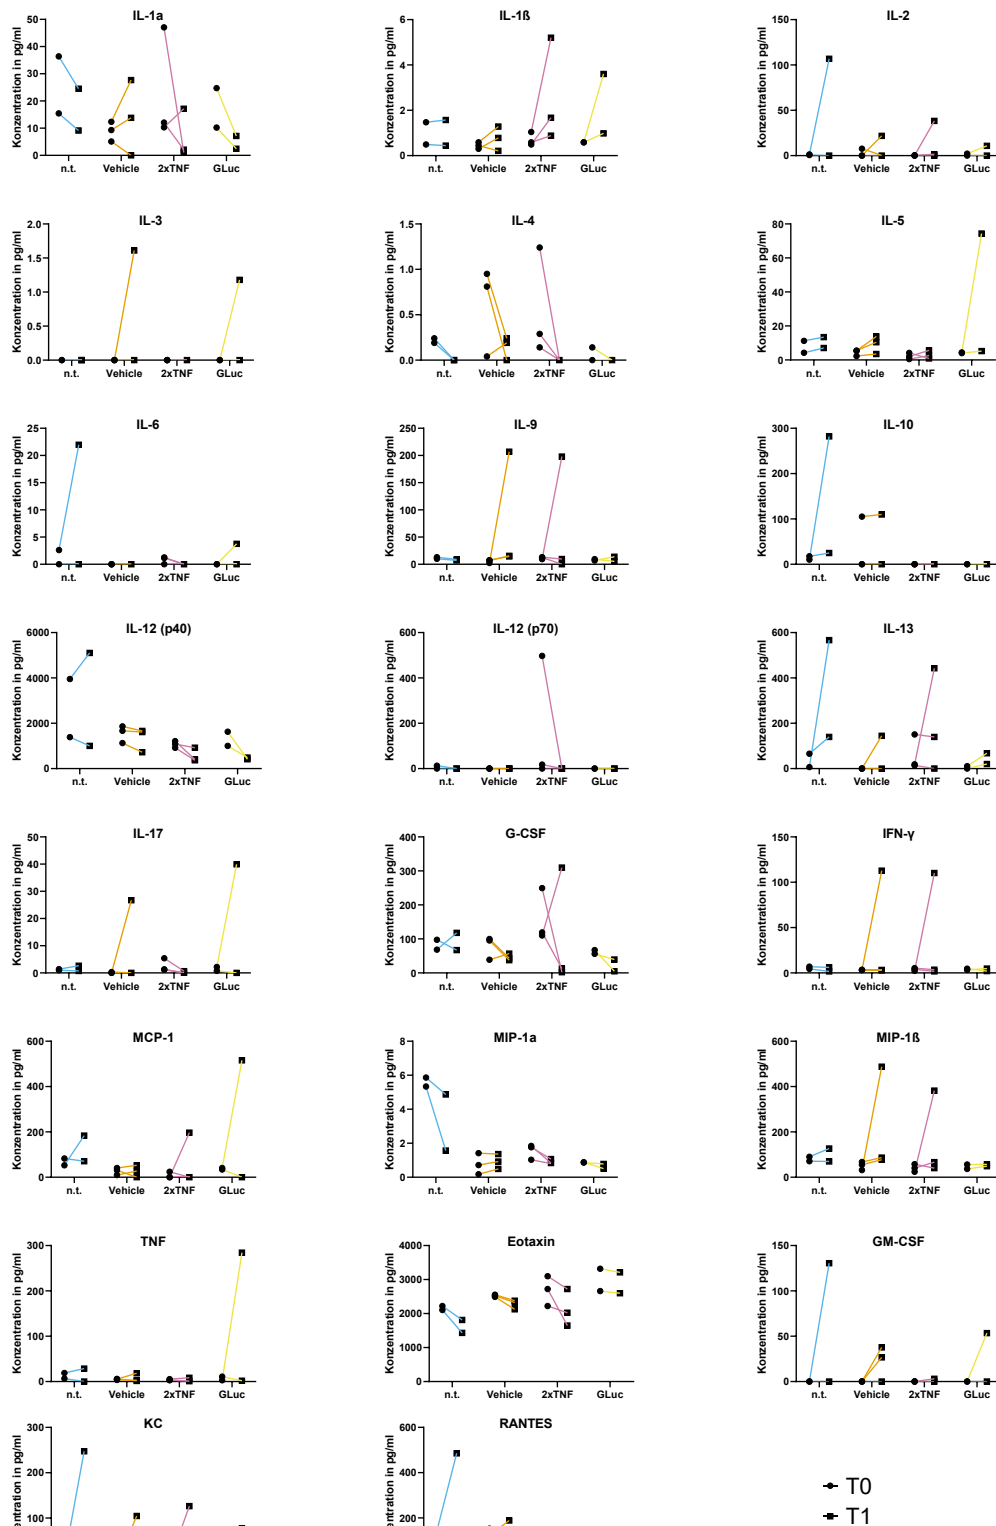 IL-1a
Konzentration in pg/ml
50
40
30
20
10
0
n.t. Vehicle 2xTNF GLuc
IL-1ß
Konzentration in pg/ml
6
4
2
0
n.t. Vehicle 2xTNF GLuc
IL-2
Konzentration in pg/ml
150
100
50
0
n.t. Vehicle 2xTNF GLuc
IL-3
Konzentration in pg/ml
2.0
1.5
1.0
0.5
0.0
n.t. Vehicle 2xTNF GLuc
IL-4
Konzentration in pg/ml
1.5
1.0
0.5
0.0
n.t. Vehicle 2xTNF GLuc
IL-5
Konzentration in pg/ml
80
60
40
20
0
n.t. Vehicle 2xTNF GLuc
IL-6
Konzentration in pg/ml
25
20
15
10
5
0
n.t. Vehicle 2xTNF GLuc
IL-9
Konzentration in pg/ml
250
200
150
100
50
0
n.t. Vehicle 2xTNF GLuc
IL-10
Konzentration in pg/ml
300
200
100
0
n.t. Vehicle 2xTNF GLuc
IL-12 (p40)
Konzentration in pg/ml
6000
4000
2000
0
n.t. Vehicle 2xTNF GLuc
IL-12 (p70)
Konzentration in pg/ml
600
400
200
0
n.t. Vehicle 2xTNF GLuc
IL-13
Konzentration in pg/ml
600
400
200
0
n.t. Vehicle 2xTNF GLuc
IL-17
Konzentration in pg/ml
50
40
30
20
10
0
n.t. Vehicle 2xTNF GLuc
G-CSF
Konzentration in pg/ml
400
300
200
100
0
n.t. Vehicle 2xTNF GLuc
IFN-γ
Konzentration in pg/ml
150
100
50
0
n.t. Vehicle 2xTNF GLuc
MCP-1
Konzentration in pg/ml
600
400
200
0
n.t. Vehicle 2xTNF GLuc
MIP-1a
Konzentration in pg/ml
8
6
4
2
0
n.t. Vehicle 2xTNF GLuc
MIP-1ß
Konzentration in pg/ml
600
400
200
0
n.t. Vehicle 2xTNF GLuc
TNF
Konzentration in pg/ml
300
200
100
0
n.t. Vehicle 2xTNF GLuc
Eotaxin
Konzentration in pg/ml
4000
3000
2000
1000
0
n.t. Vehicle 2xTNF GLuc
GM-CSF
Konzentration in pg/ml
150
100
50
0
n.t. Vehicle 2xTNF GLuc
KC
entration in pg/ml
300
200
100
RANTES
entration in pg/ml
600
400
200
T0
T1